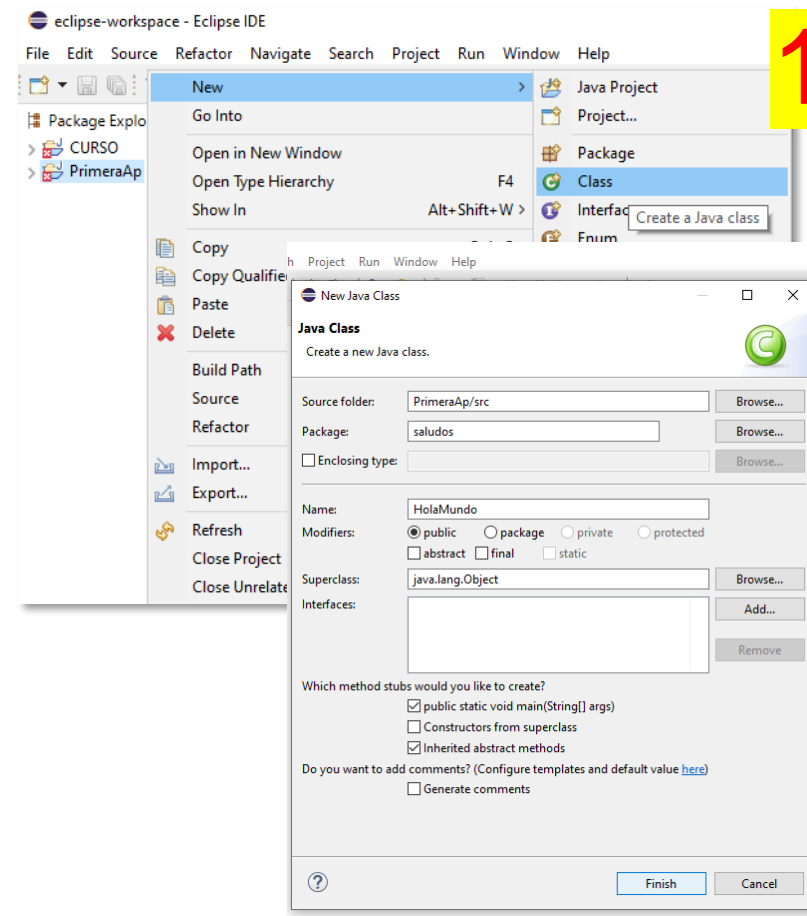 eclipse-workspace - Eclipse IDE
File Edit Source Refactor Navigate Search Project Run Window Help
1
New
Java Project
Package Explo
Go Into
Project...
CURSO
Open in New Window
Package
PrimeraAp
Open Type Hierarchy F4
Class
Show In Alt+Shift+W >
Interfac
Create a Java class
Copy
Enum
Copy Qualifie
Paste
Delete
Build Path
Source
Refactor
Import...
Export...
Refresh
Close Project
Close Unrelate
h Project Run Window Help
New Java Class
Java Class
Create a new Java class.
Source folder: PrimeraAp/src Browse...
Package: saludos Browse...
Enclosing type: Browse...
Name: HolaMundo
Modifiers: public package private protected
abstract final static
Superclass: java.lang.Object Browse...
Interfaces: Add...
Remove
Which method stubs would you like to create?
public static void main(String[] args)
Constructors from superclass
Inherited abstract methods
Do you want to add comments? (Configure templates and default value here)
Generate comments
? Finish Cancel